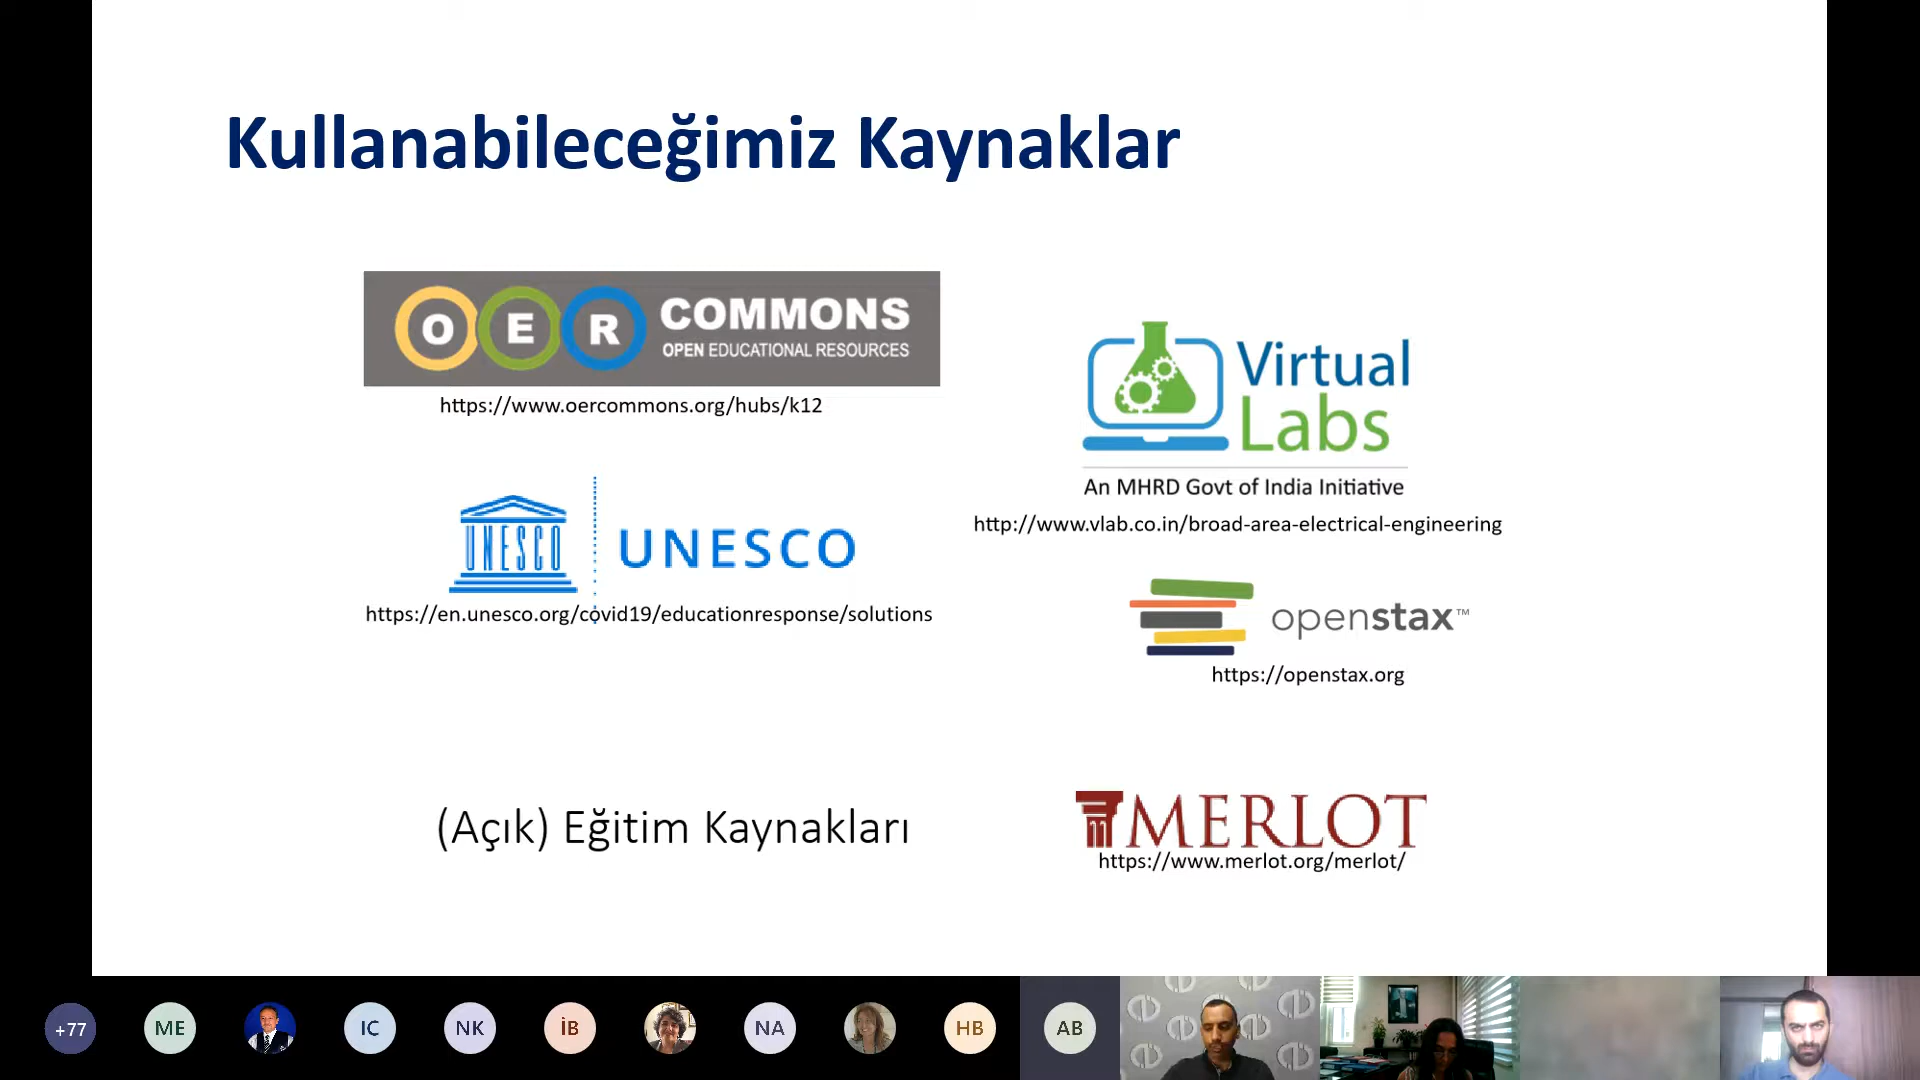 Kullanabileceğimiz Kaynaklar
O E R COMMONS
OPEN EDUCATIONAL RESOURCES
https://www.oercommons.org/hubs/k12
UNESCO
UNESCO
https://en.unesco.org/covid19/educationresponse/solutions
(Açık) Eğitim Kaynakları
Virtual
Labs
An MHRD Govt of India Initiative
http://www.vlab.co.in/broad-area-electrical-engineering
openstax™
https://openstax.org
MERLOT
https://www.merlot.org/merlot/
+77 ME IC NK İB NA HB AB